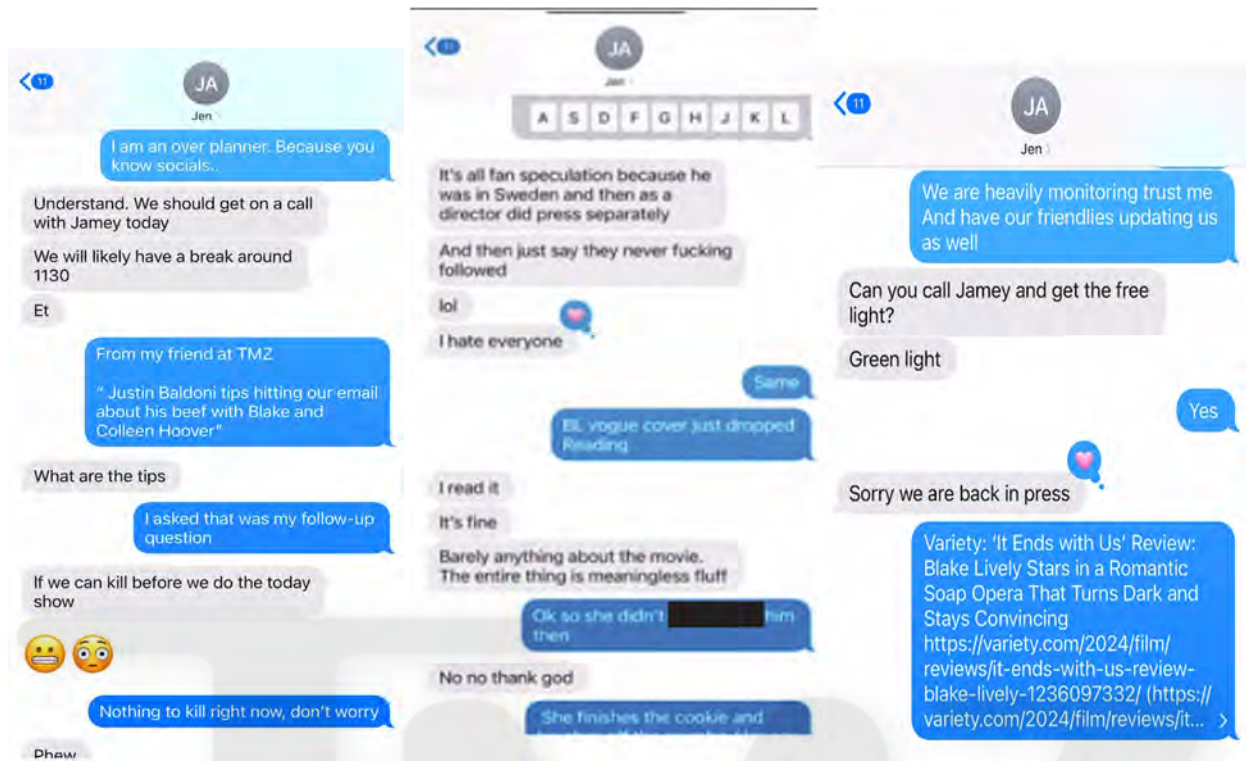 11
JA
Jen
I am an over planner. Because you
know socials..
Understand. We should get on a call
with Jamey today
We will likely have a break around
1130
Et
From my friend at TMZ
“ Justin Baldoni tips hitting our email
about his beef with Blake and
Colleen Hoover”
What are the tips
I asked that was my follow-up
question
If we can kill before we do the today
show
Nothing to kill right now, don't worry
Phew
11
JA
Jen
A S D F G H J K L
It's all fan speculation because he
was in Sweden and then as a
director did press separately
And then just say they never fucking
followed
lol
I hate everyone
Same
BL vogue cover just dropped
Reading
I read it
It's fine
Barely anything about the movie.
The entire thing is meaningless fluff
Ok so she didn't him
then
No no thank god
She finishes the cookie and
11
JA
Jen
We are heavily monitoring trust me
And have our friendlies updating us
as well
Can you call Jamey and get the free
light?
Green light
Yes
Sorry we are back in press
Variety: 'It Ends with Us' Review:
Blake Lively Stars in a Romantic
Soap Opera That Turns Dark and
Stays Convincing
https://variety.com/2024/film/
reviews/it-ends-with-us-review-
blake-lively-1236097332/ (https://
variety.com/2024/film/reviews/it...